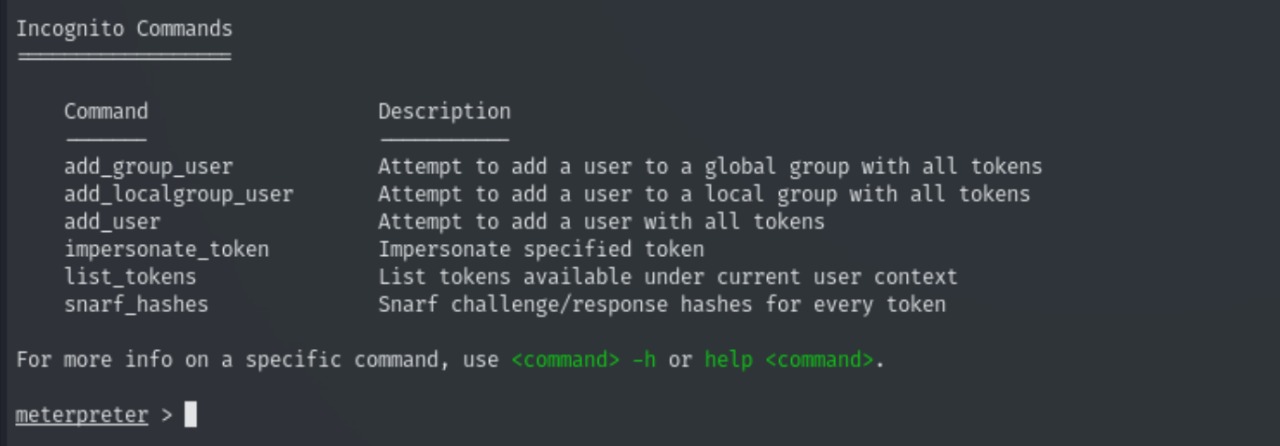 Incognito Commands
==================
Command Description
------- -----------
add_group_user Attempt to add a user to a global group with all tokens
add_localgroup_user Attempt to add a user to a local group with all tokens
add_user Attempt to add a user with all tokens
impersonate_token Impersonate specified token
list_tokens List tokens available under current user context
snarf_hashes Snarf challenge/response hashes for every token
For more info on a specific command, use <command> -h or help <command>.
meterpreter >